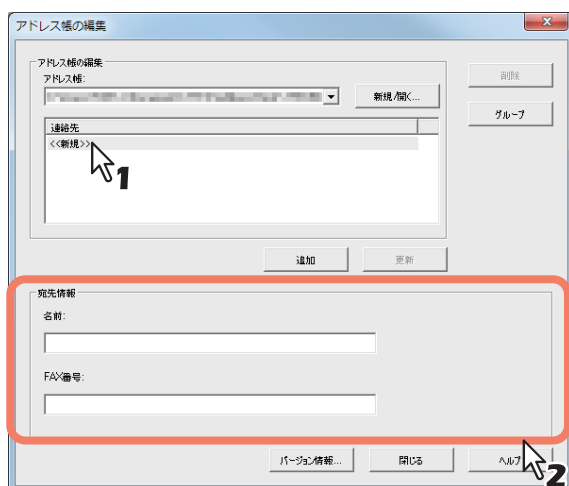 アドレス帳の編集
アドレス帳の編集
アドレス帳:
新規/開く...
削除
グループ
連絡先
<<新規>>
1
追加
更新
宛先情報
名前:
FAX番号:
バージョン情報...
閉じる
ヘルプ
2